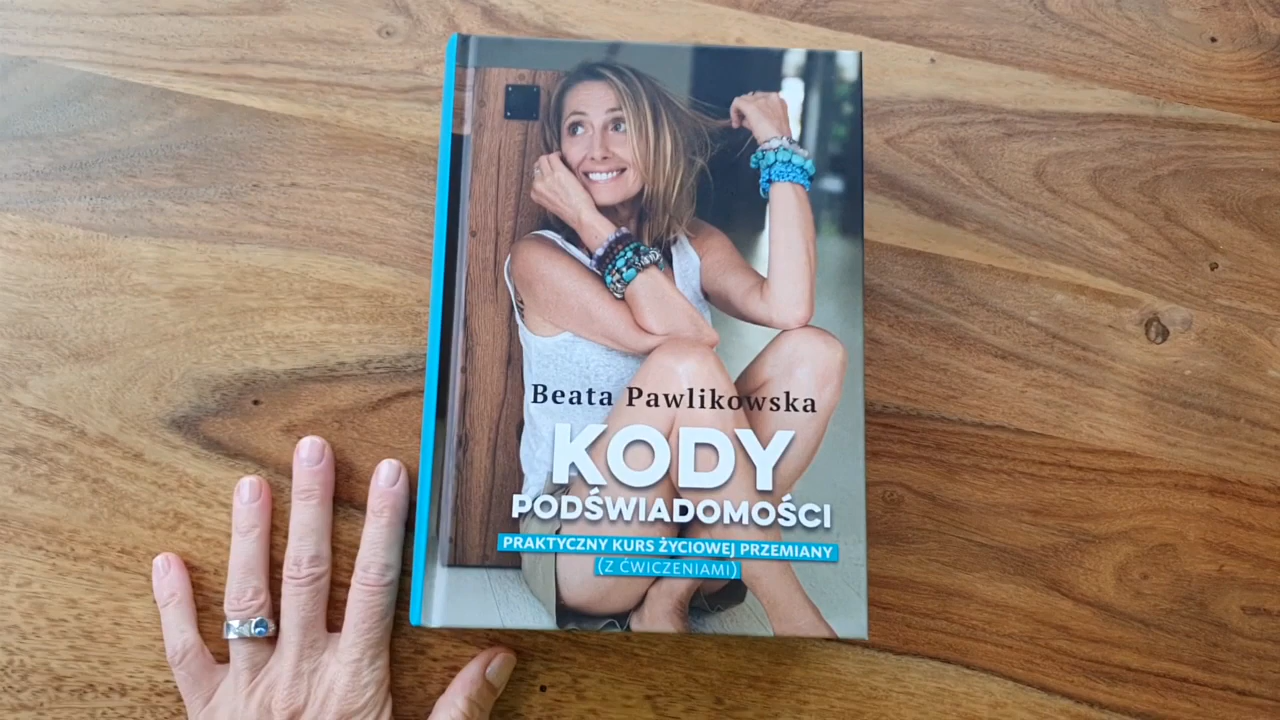 Beata Pawlikowska
KODY
PODŚWIADOMOŚCI
PRAKTYCZNY KURS ŻYCIOWEJ PRZEMIANY
(Z ĆWICZENIAMI)